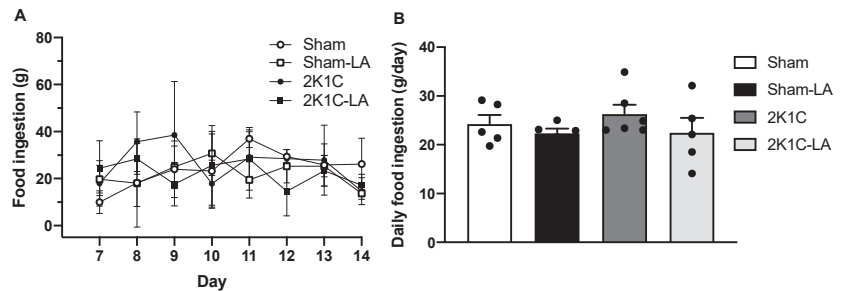 A
Food ingestion (g)
80
60
40
20
0
7 8 9 10 11 12 13 14
Day
Sham
Sham-LA
2K1C
2K1C-LA
B
Daily food ingestion (g/day)
40
30
20
10
0
Sham
Sham-LA
2K1C
2K1C-LA